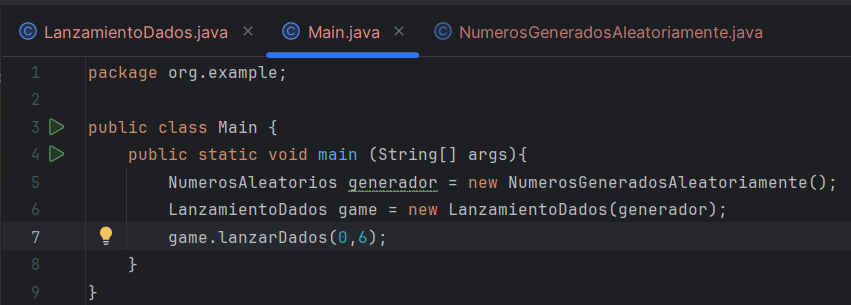 LanzamientoDados.java Main.java NumerosGeneradosAleatoriamente.java
1 package org.example;
2
3 public class Main {
4 public static void main (String[] args){
5 NumerosAleatorios generador = new NumerosGeneradosAleatoriamente();
6 LanzamientoDados game = new LanzamientoDados(generador);
7 game.lanzarDados(0,6);
8 }
9 }